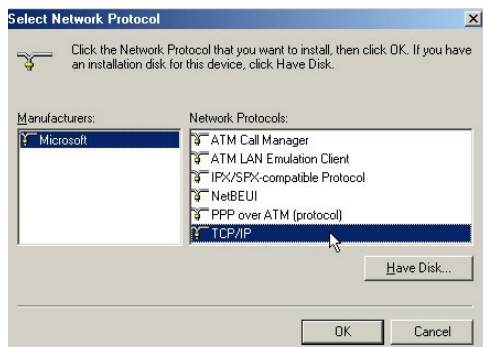 Select Network Protocol
Click the Network Protocol that you want to install, then click OK. If you have
an installation disk for this device, click Have Disk.
Manufacturers:
Microsoft
Network Protocols:
ATM Call Manager
ATM LAN Emulation Client
IPX/SPX-compatible Protocol
NetBEUI
PPP over ATM (protocol)
TCP/IP
Have Disk...
OK
Cancel